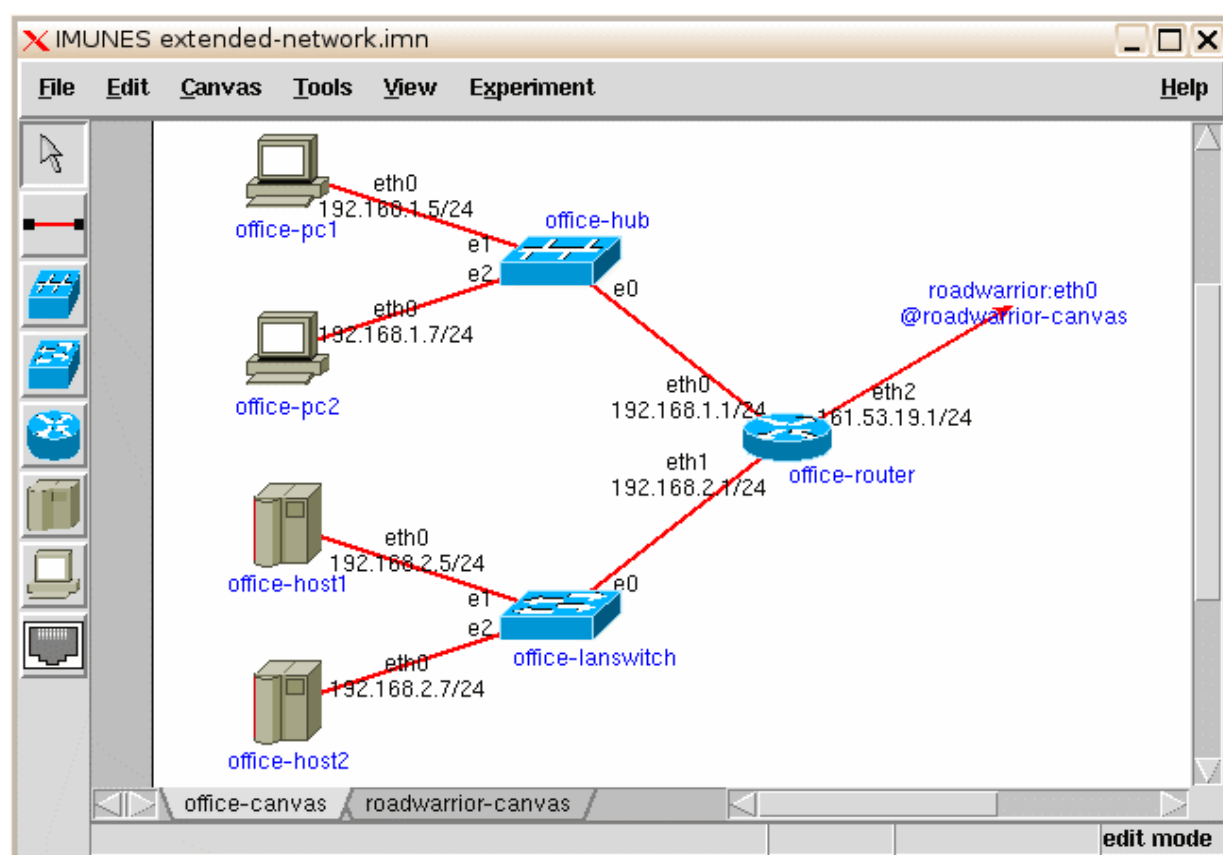 IMUNES extended-network.imn
File Edit Canvas Tools View Experiment Help
eth0
192.168.1.5/24
office-pc1
office-hub
e1
e2
e0
eth0
192.168.1.7/24
office-pc2
roadwarrior:eth0
@roadwarrior-canvas
eth0
192.168.1.1/24
eth2
161.53.19.1/24
eth1
192.168.2.1/24
office-router
eth0
192.168.2.5/24
office-host1
e1
e2
e0
office-lanswitch
eth0
192.168.2.7/24
office-host2
office-canvas roadwarrior-canvas
edit mode